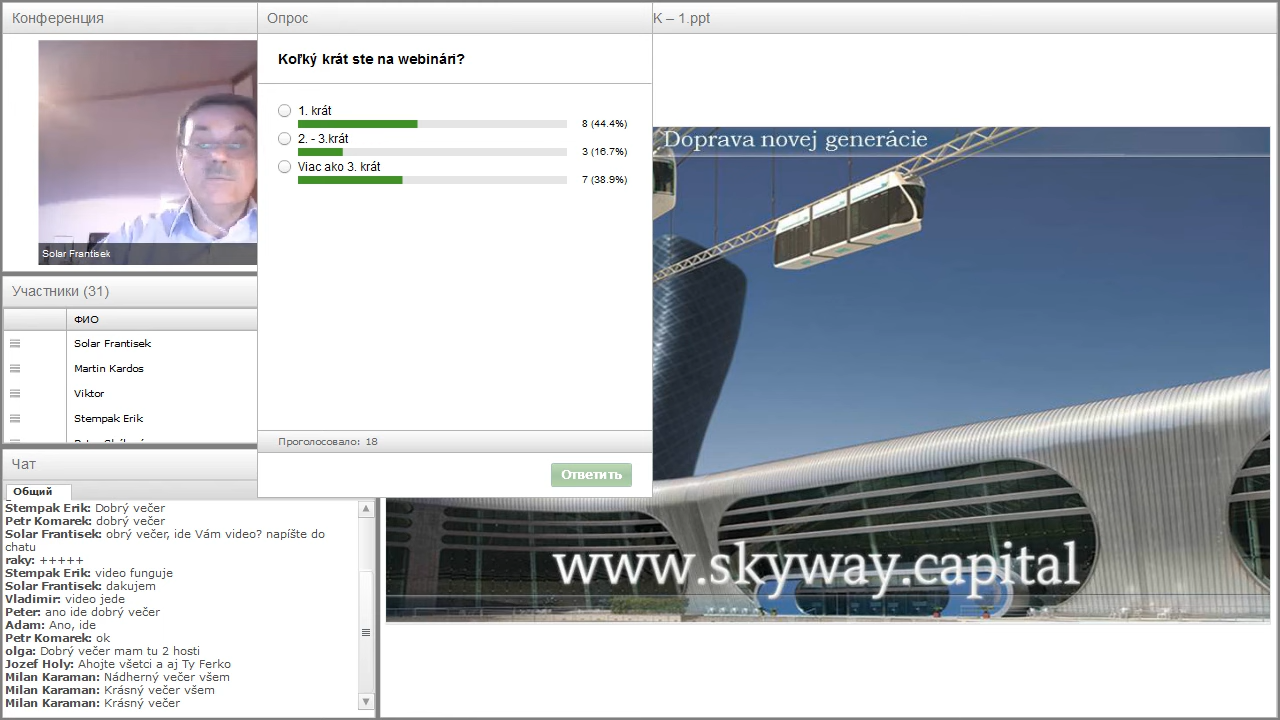 Конференция
Solar Frantisek
Участники (31)
ФИО
Solar Frantisek
Martin Kardos
Viktor
Stempak Erik
Чат
Общий
Stempak Erik: Dobrý večer
Petr Komarek: dobrý večer
Solar Frantisek: obrý večer, ide Vám video? napíšte do
chatu
raky: +++++
Stempak Erik: video funguje
Solar Frantisek: dakujem
Vladimir: video jede
Peter: ano ide dobrý večer
Adam: Ano, ide
Petr Komarek: ok
olga: Dobrý večer mam tu 2 hosti
Jozef Holy: Ahojte všetci a aj Ty Ferko
Milan Karaman: Nádherný večer všem
Milan Karaman: Krásný večer všem
Milan Karaman: Krásný večer
Опрос
Koľký krát ste na webinári?
1. krát
8 (44.4%)
2. - 3.krát
3 (16.7%)
Viac ako 3. krát
7 (38.9%)
Проголосовало: 18
Ответить
K – 1.ppt
Doprava novej generácie
www.skyway.capital